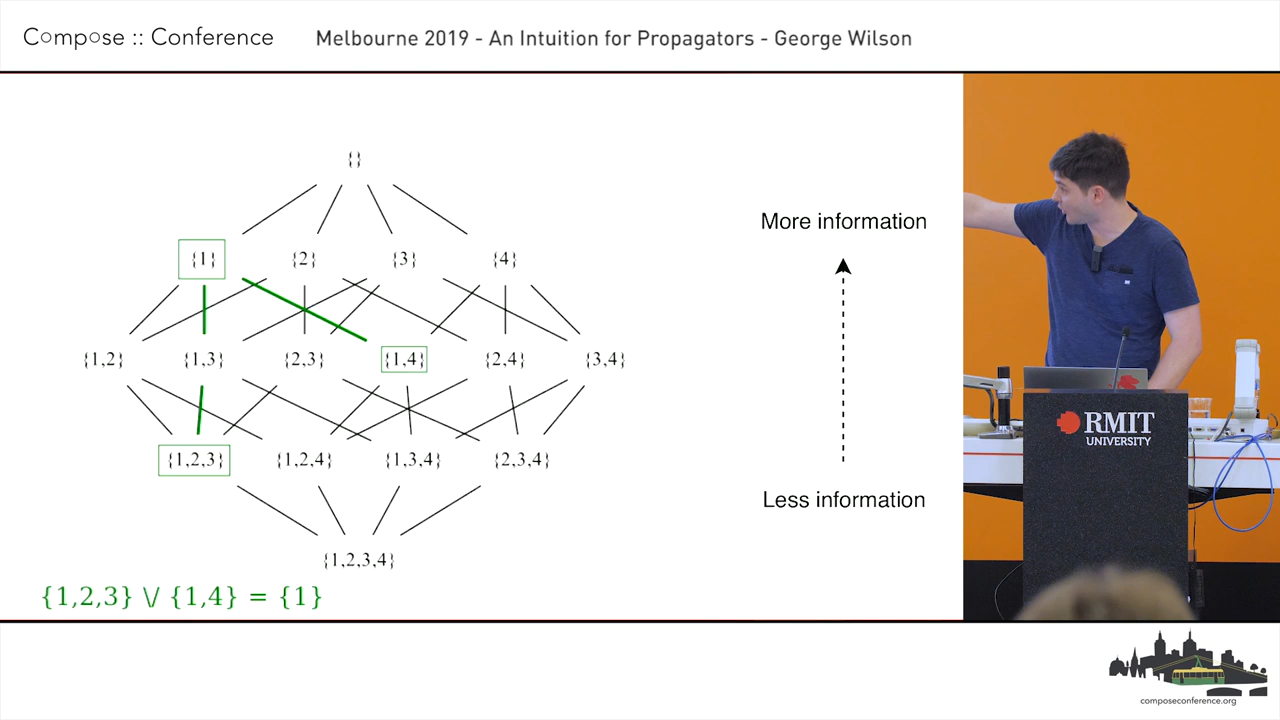 Compose :: Conference
Melbourne 2019 - An Intuition for Propagators - George Wilson
{}
{1} {2} {3} {4}
{1,2} {1,3} {2,3} {1,4} {2,4} {3,4}
{1,2,3} {1,2,4} {1,3,4} {2,3,4}
{1,2,3,4}
{1,2,3} \/ {1,4} = {1}
More information
Less information
RMIT
UNIVERSITY
composeconference.org